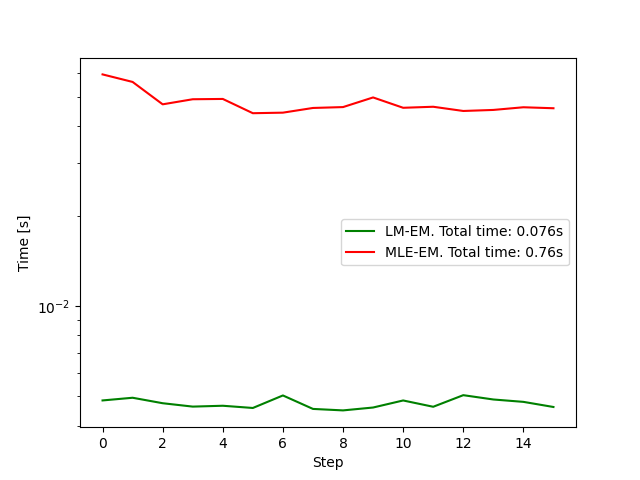 Time [s]
10⁻²
LM-EM. Total time: 0.076s
MLE-EM. Total time: 0.76s
0 2 4 6 8 10 12 14
Step